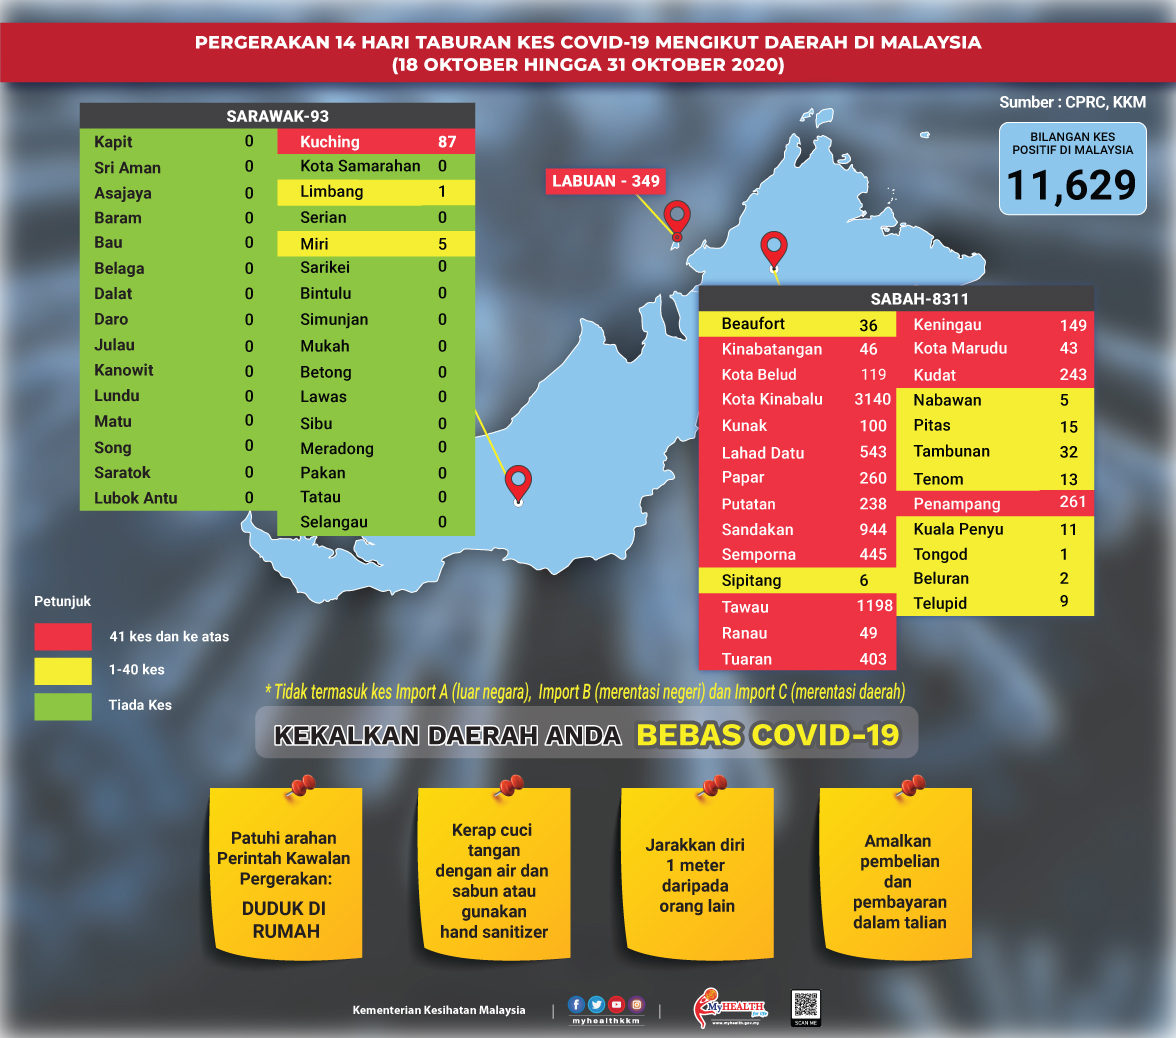 PERGERAKAN 14 HARI TABURAN KES COVID-19 MENGIKUT DAERAH DI MALAYSIA
(18 OKTOBER HINGGA 31 OKTOBER 2020)
Sumber : CPRC, KKM
BILANGAN KES
POSITIF DI MALAYSIA
11,629
SARAWAK-93
Kapit 0
Sri Aman 0
Asajaya 0
Baram 0
Bau 0
Belaga 0
Dalat 0
Daro 0
Julau 0
Kanowit 0
Lundu 0
Matu 0
Song 0
Saratok 0
Lubok Antu 0
Kuching 87
Kota Samarahan 0
Limbang 1
Serian 0
Miri 5
Sarikei 0
Bintulu 0
Simunjan 0
Mukah 0
Betong 0
Lawas 0
Sibu 0
Meradong 0
Pakan 0
Tatau 0
Selangau 0
LABUAN - 349
SABAH-8311
Beaufort 36
Kinabatangan 46
Kota Belud 119
Kota Kinabalu 3140
Kunak 100
Lahad Datu 543
Papar 260
Putatan 238
Sandakan 944
Semporna 445
Sipitang 6
Tawau 1198
Ranau 49
Tuaran 403
Keningau 149
Kota Marudu 43
Kudat 243
Nabawan 5
Pitas 15
Tambunan 32
Tenom 13
Penampang 261
Kuala Penyu 11
Tongod 1
Beluran 2
Telupid 9
Petunjuk
41 kes dan ke atas
1-40 kes
Tiada Kes
* Tidak termasuk kes Import A (luar negara), Import B (merentasi negeri) dan Import C (merentasi daerah)
KEKALKAN DAERAH ANDA BEBAS COVID-19
Patuhi arahan
Perintah Kawalan
Pergerakan:
DUDUK DI
RUMAH
Kerap cuci
tangan
dengan air dan
sabun atau
gunakan
hand sanitizer
Jarakkan diri
1 meter
daripada
orang lain
Amalkan
pembelian
dan
pembayaran
dalam talian
Kementerian Kesihatan Malaysia
myhealthkkm
MyHEALTH
for life
www.myhealth.gov.my
SCAN ME